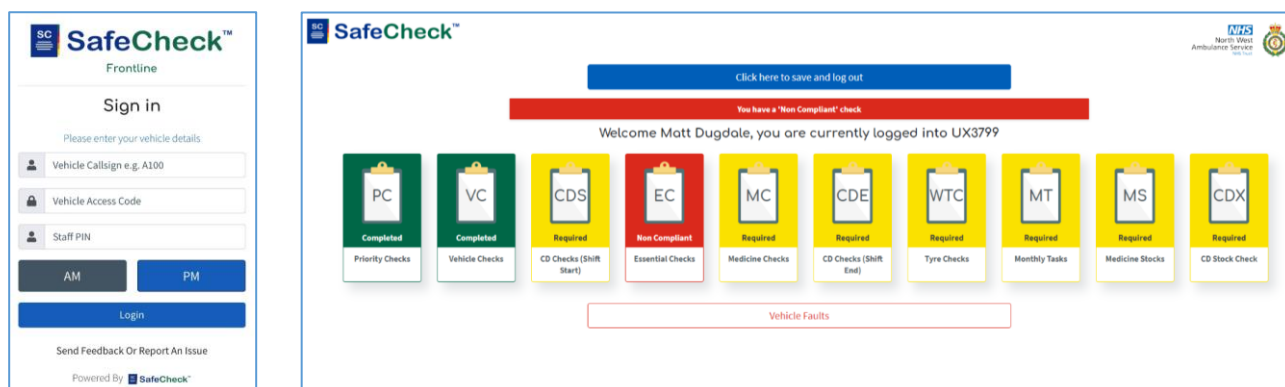 SC SafeCheck™
Frontline
Sign in
Please enter your vehicle details
Vehicle Callsign e.g. A100
Vehicle Access Code
Staff PIN
AM PM
Login
Send Feedback Or Report An Issue
Powered By SC SafeCheck™
SC SafeCheck™
NHS
North West
Ambulance Service
NHS Trust
Click here to save and log out
You have a 'Non Compliant' check
Welcome Matt Dugdale, you are currently logged into UX3799
PC VC CDS EC MC CDE WTC MT MS CDX
Completed Completed Required Non Compliant Required Required Required Required Required Required
Priority Checks Vehicle Checks CD Checks (Shift Essential Checks Medicine Checks CD Checks (Shift Tyre Checks Monthly Tasks Medicine Stocks CD Stock Check
Start) End)
Vehicle Faults